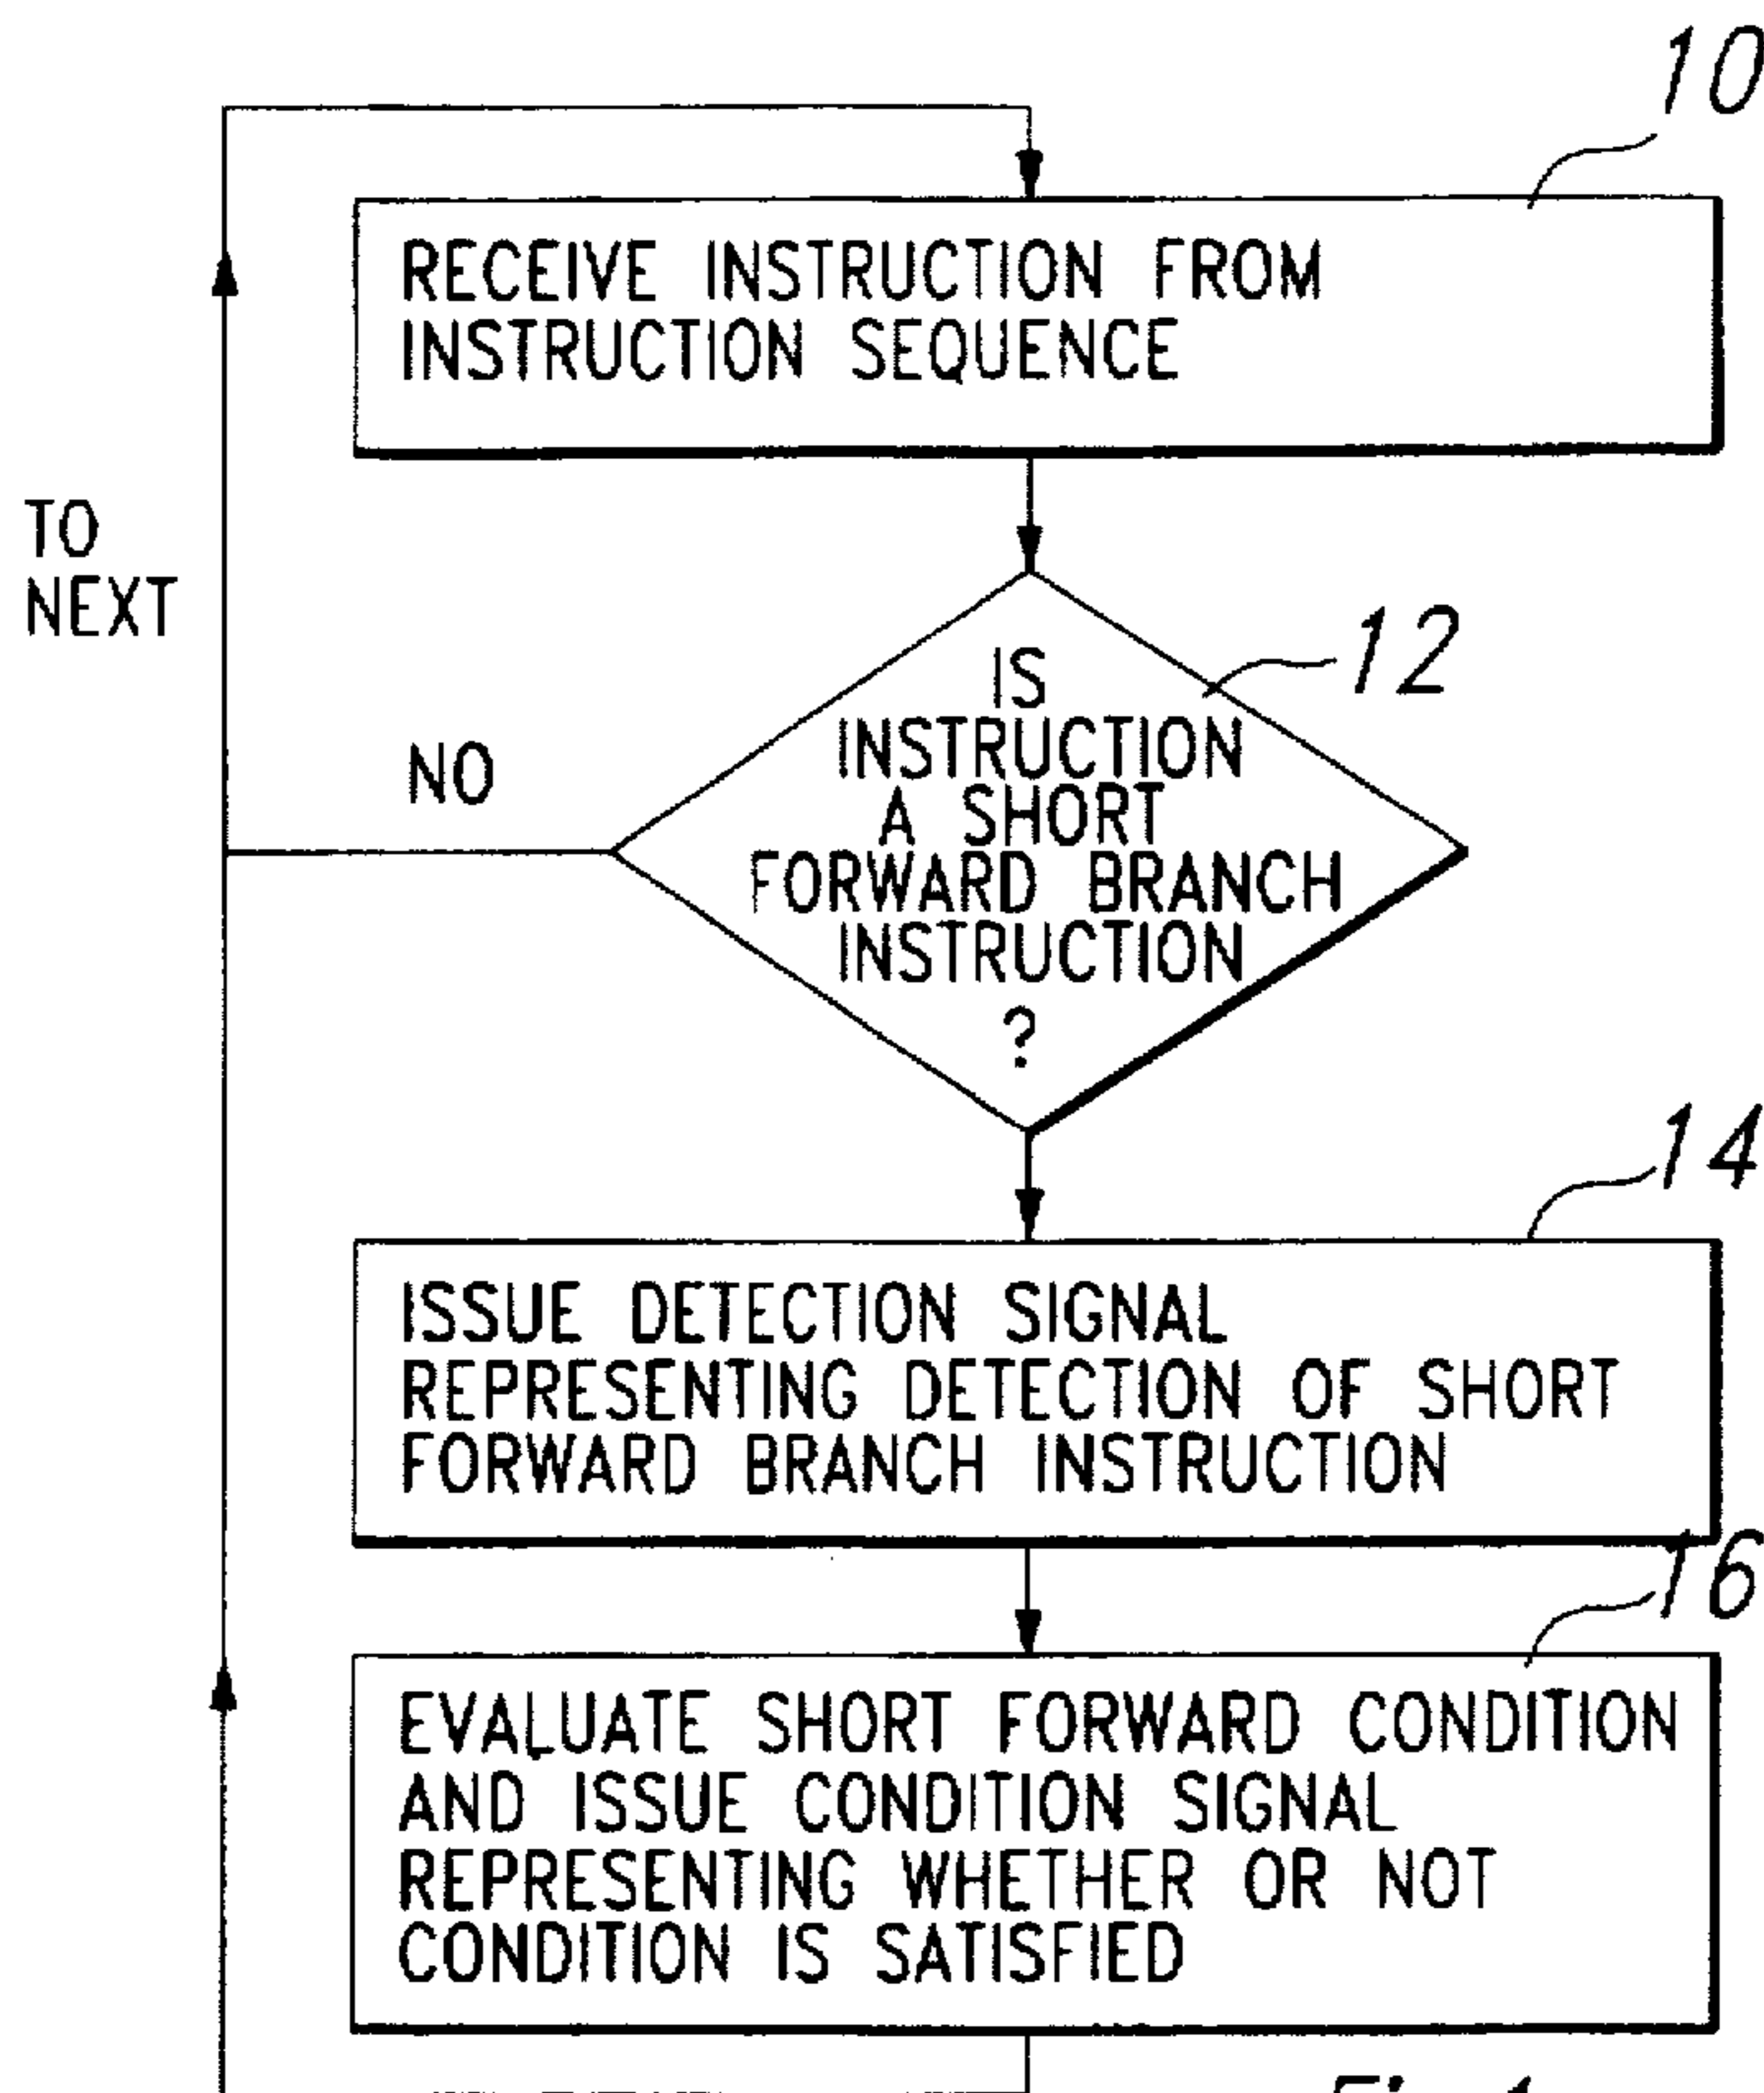 10
RECEIVE INSTRUCTION FROM
INSTRUCTION SEQUENCE
TO
NEXT
12
IS
INSTRUCTION
A SHORT
FORWARD BRANCH
INSTRUCTION
?
NO
14
ISSUE DETECTION SIGNAL
REPRESENTING DETECTION OF SHORT
FORWARD BRANCH INSTRUCTION
16
EVALUATE SHORT FORWARD CONDITION
AND ISSUE CONDITION SIGNAL
REPRESENTING WHETHER OR NOT
CONDITION IS SATISFIED